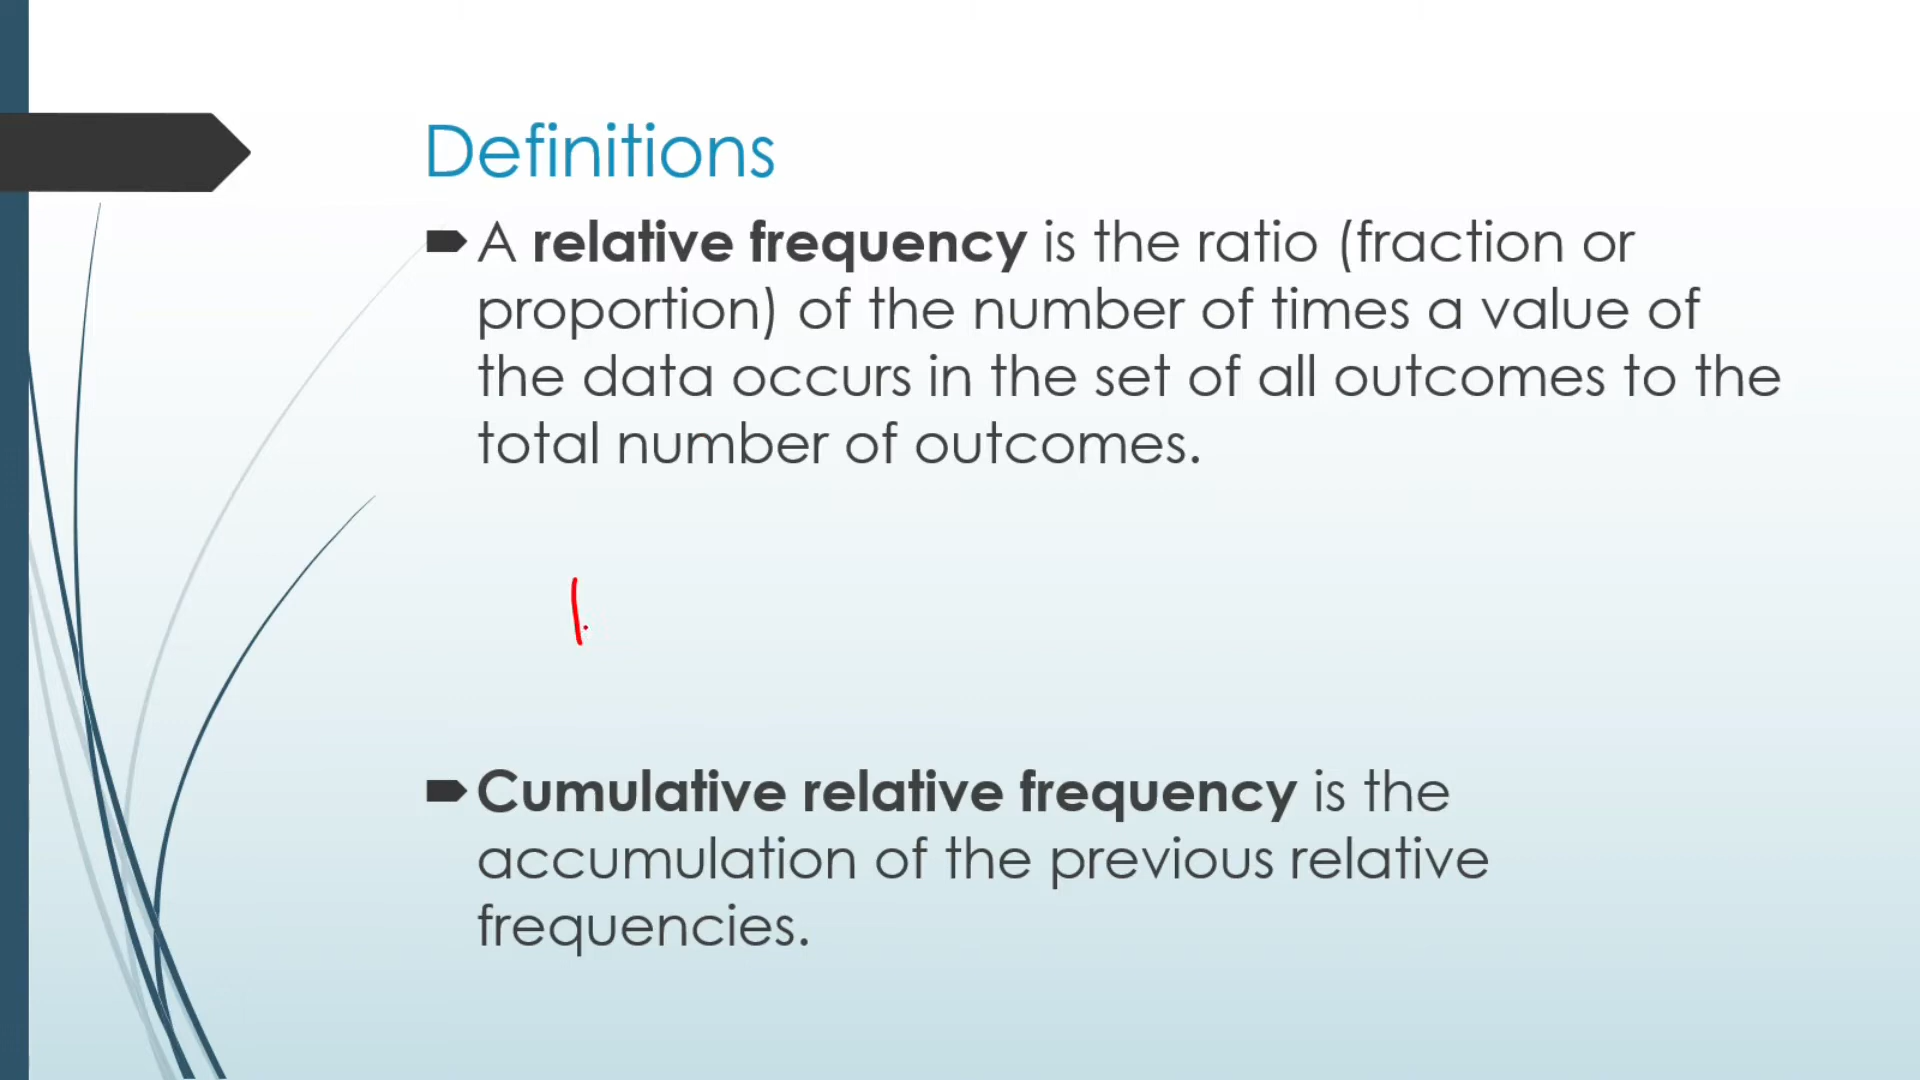 Definitions
A relative frequency is the ratio (fraction or
proportion) of the number of times a value of
the data occurs in the set of all outcomes to the
total number of outcomes.
Cumulative relative frequency is the
accumulation of the previous relative
frequencies.